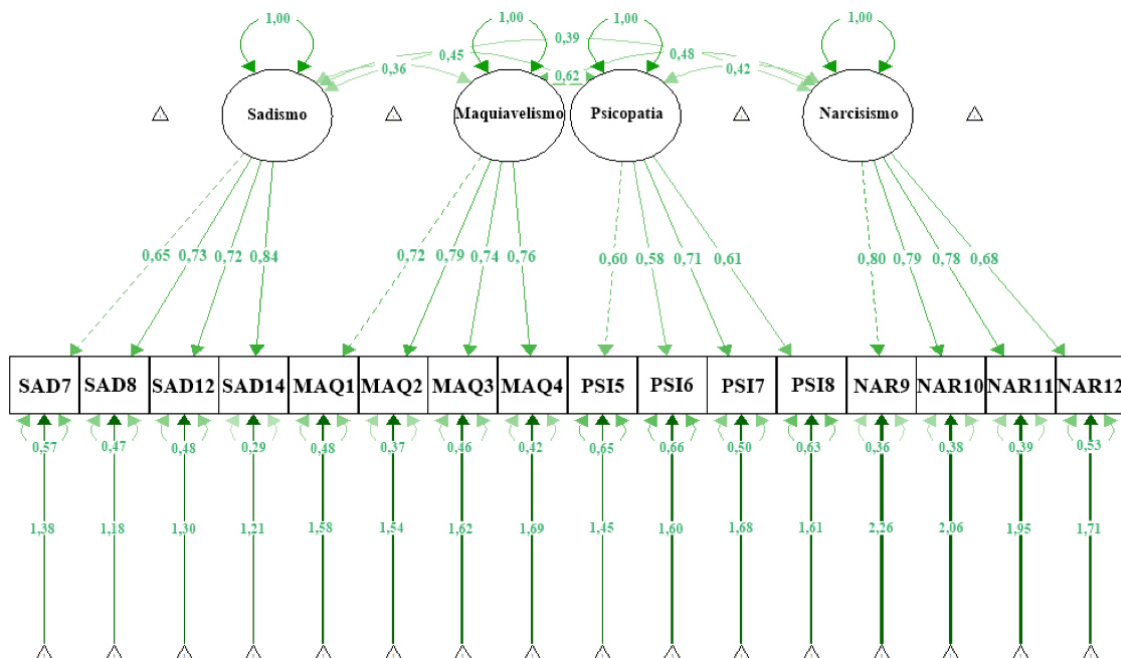 1,00 1,00 1,00 1,00
0,39
0,45 0,48
0,36 0,62 0,42
Sadismo Maquiavelismo Psicopatia Narcisismo
0,65 0,73 0,72 0,84 0,72 0,79 0,74 0,76 0,60 0,58 0,71 0,61 0,80 0,79 0,78 0,68
SAD7 SAD8 SAD12 SAD14 MAQ1 MAQ2 MAQ3 MAQ4 PSI5 PSI6 PSI7 PSI8 NAR9 NAR10 NAR11 NAR12
0,57 0,47 0,48 0,29 0,48 0,37 0,46 0,42 0,65 0,66 0,50 0,63 0,36 0,38 0,39 0,53
1,38 1,18 1,30 1,21 1,58 1,54 1,62 1,69 1,45 1,60 1,68 1,61 2,26 2,06 1,95 1,71